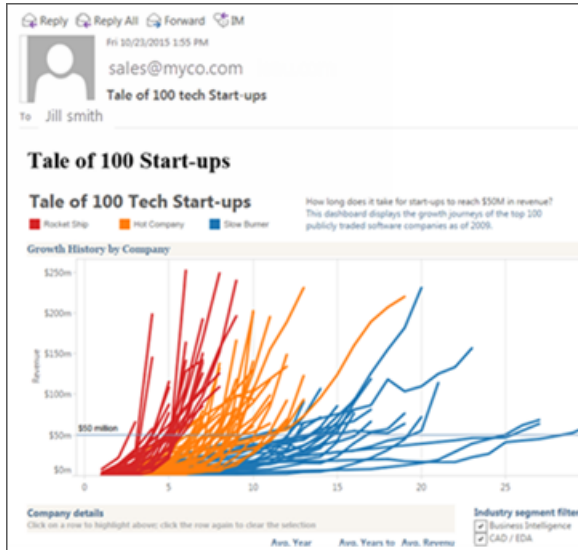 Reply Reply All Forward IM
Fri 10/23/2015 1:55 PM
sales@myco.com
Tale of 100 tech Start-ups
To Jill smith
Tale of 100 Start-ups
Tale of 100 Tech Start-ups
How long does it take for start-ups to reach $50M in revenue?
This dashboard displays the growth journeys of the top 100
publicly traded software companies as of 2009.
Rocket Ship Hot Company Slow Burner
Growth History by Company
$250m
$200m
$150m
Revenue
$100m
$50 million
$50m
$0m
0 5 10 15 20 25
Company details
Click on a row to highlight above; click the row again to clear the selection
Industry segment filter
Business Intelligence
CAD / EDA
Avg. Year Avg. Years to Avg. Revenu